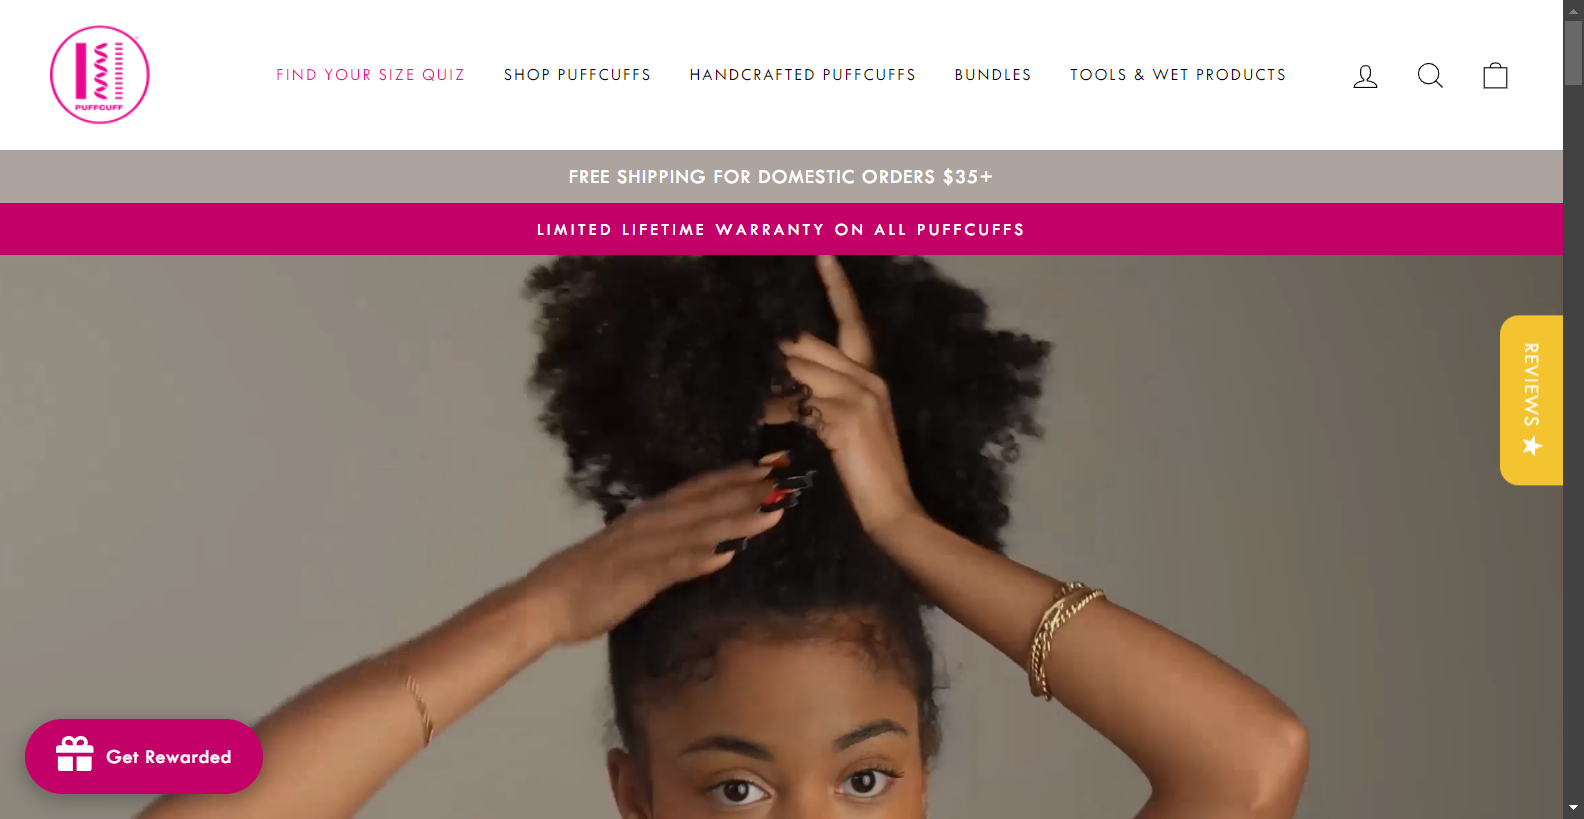 PUFFCUFF
FIND YOUR SIZE QUIZ
SHOP PUFFCUFFS
HANDCRAFTED PUFFCUFFS
BUNDLES
TOOLS & WET PRODUCTS
FREE SHIPPING FOR DOMESTIC ORDERS $35+
LIMITED LIFETIME WARRANTY ON ALL PUFFCUFFS
REVIEWS ★
Get Rewarded